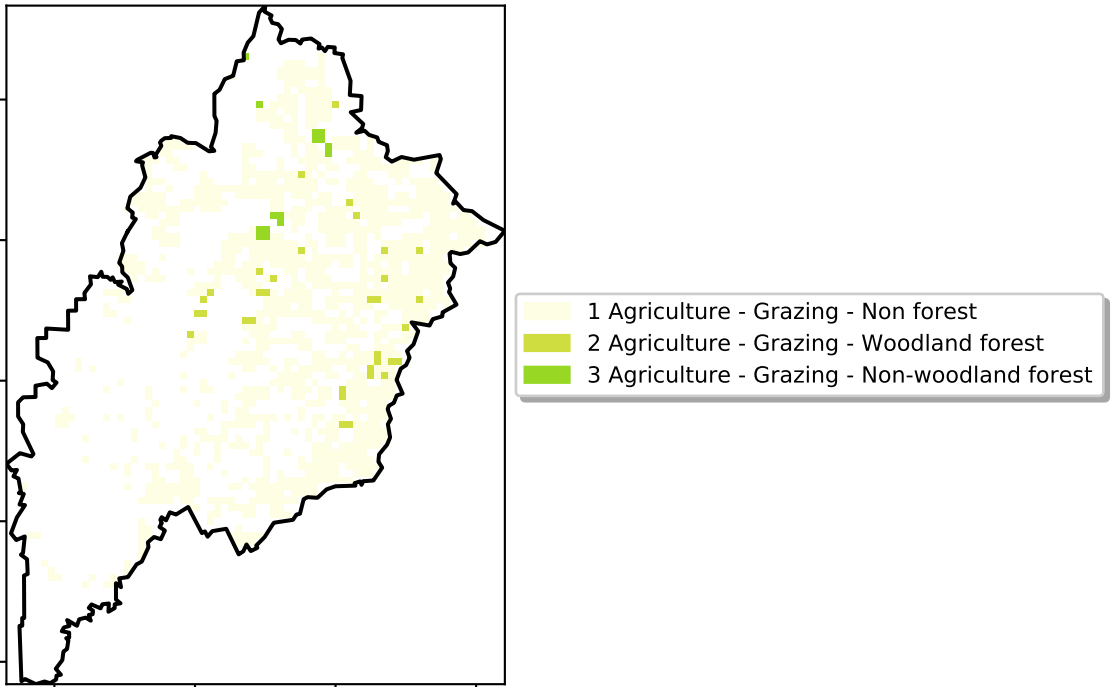 1 Agriculture - Grazing - Non forest
2 Agriculture - Grazing - Woodland forest
3 Agriculture - Grazing - Non-woodland forest